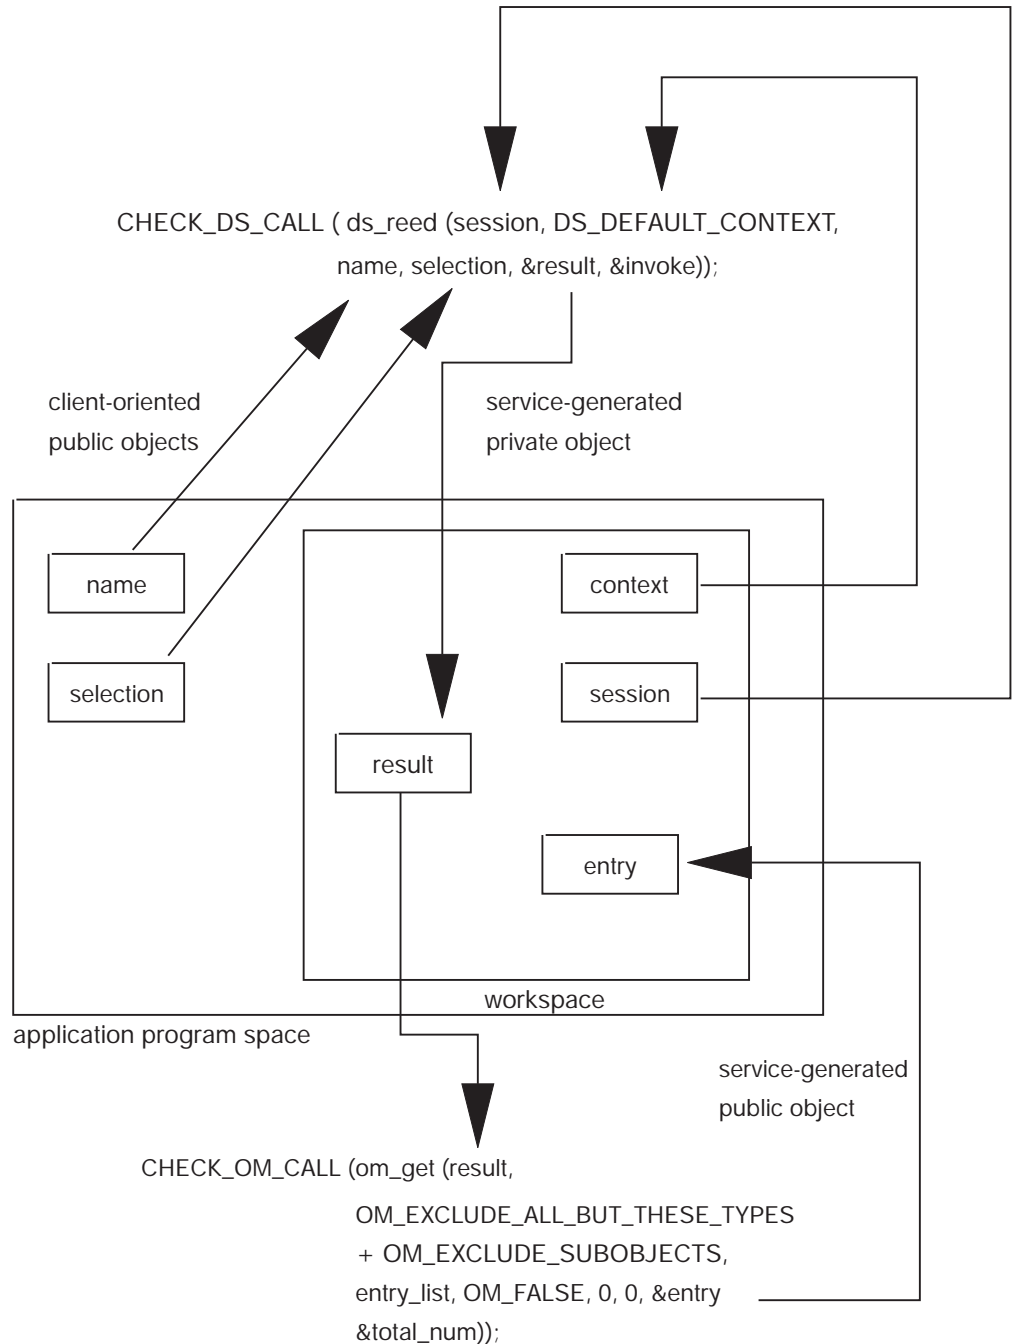 CHECK_DS_CALL ( ds_reed (session, DS_DEFAULT_CONTEXT,
name, selection, &result, &invoke));
client-oriented
public objects
service-generated
private object
name
context
selection
session
result
entry
workspace
application program space
service-generated
public object
CHECK_OM_CALL (om_get (result,
OM_EXCLUDE_ALL_BUT_THESE_TYPES
+ OM_EXCLUDE_SUBOBJECTS,
entry_list, OM_FALSE, 0, 0, &entry
&total_num));